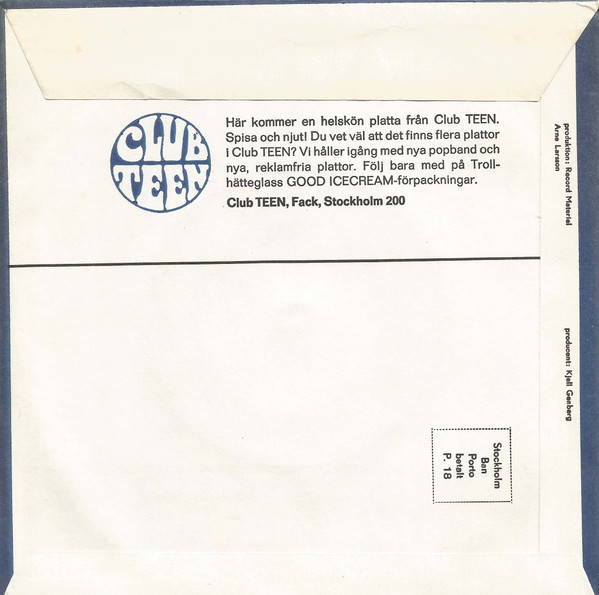 CLUB
TEEN
Här kommer en helskön platta från Club TEEN.
Spisa och njut! Du vet väl att det finns flera plattor
i Club TEEN? Vi håller igång med nya popband och
nya, reklamfria plattor. Följ bara med på Troll-
hätteglass GOOD ICECREAM-förpackningar.
Club TEEN, Fack, Stockholm 200
produktion: Record Materiel
Arne Larsson
producent: Kjell Genberg
Stockholm
Ban
Porto
betalt
P. 18